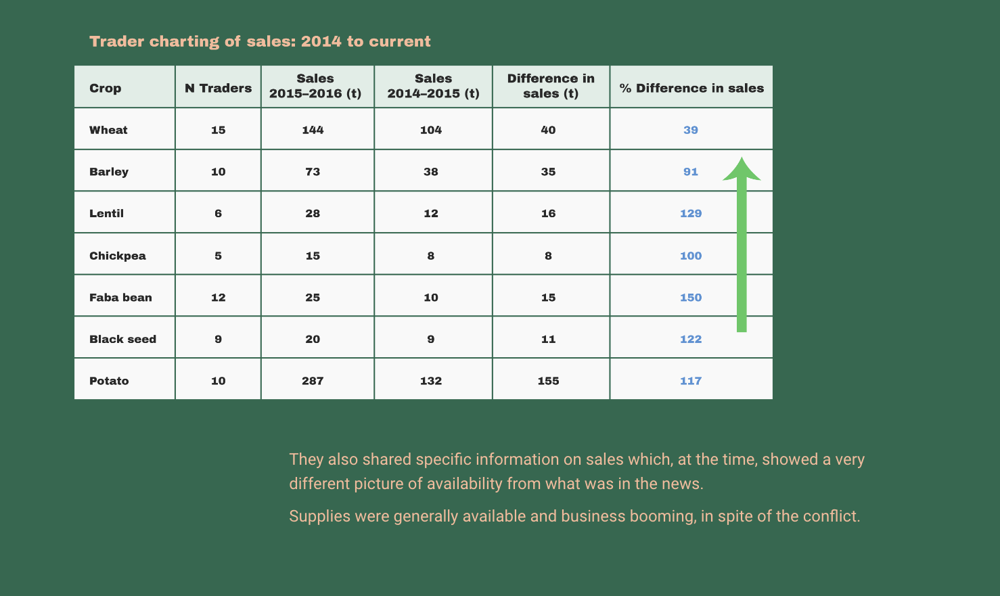 Trader charting of sales: 2014 to current
Crop N Traders Sales 2015–2016 (t) Sales 2014–2015 (t) Difference in sales (t) % Difference in sales
Wheat 15 144 104 40 39
Barley 10 73 38 35 91
Lentil 6 28 12 16 129
Chickpea 5 15 8 8 100
Faba bean 12 25 10 15 150
Black seed 9 20 9 11 122
Potato 10 287 132 155 117
They also shared specific information on sales which, at the time, showed a very
different picture of availability from what was in the news.
Supplies were generally available and business booming, in spite of the conflict.